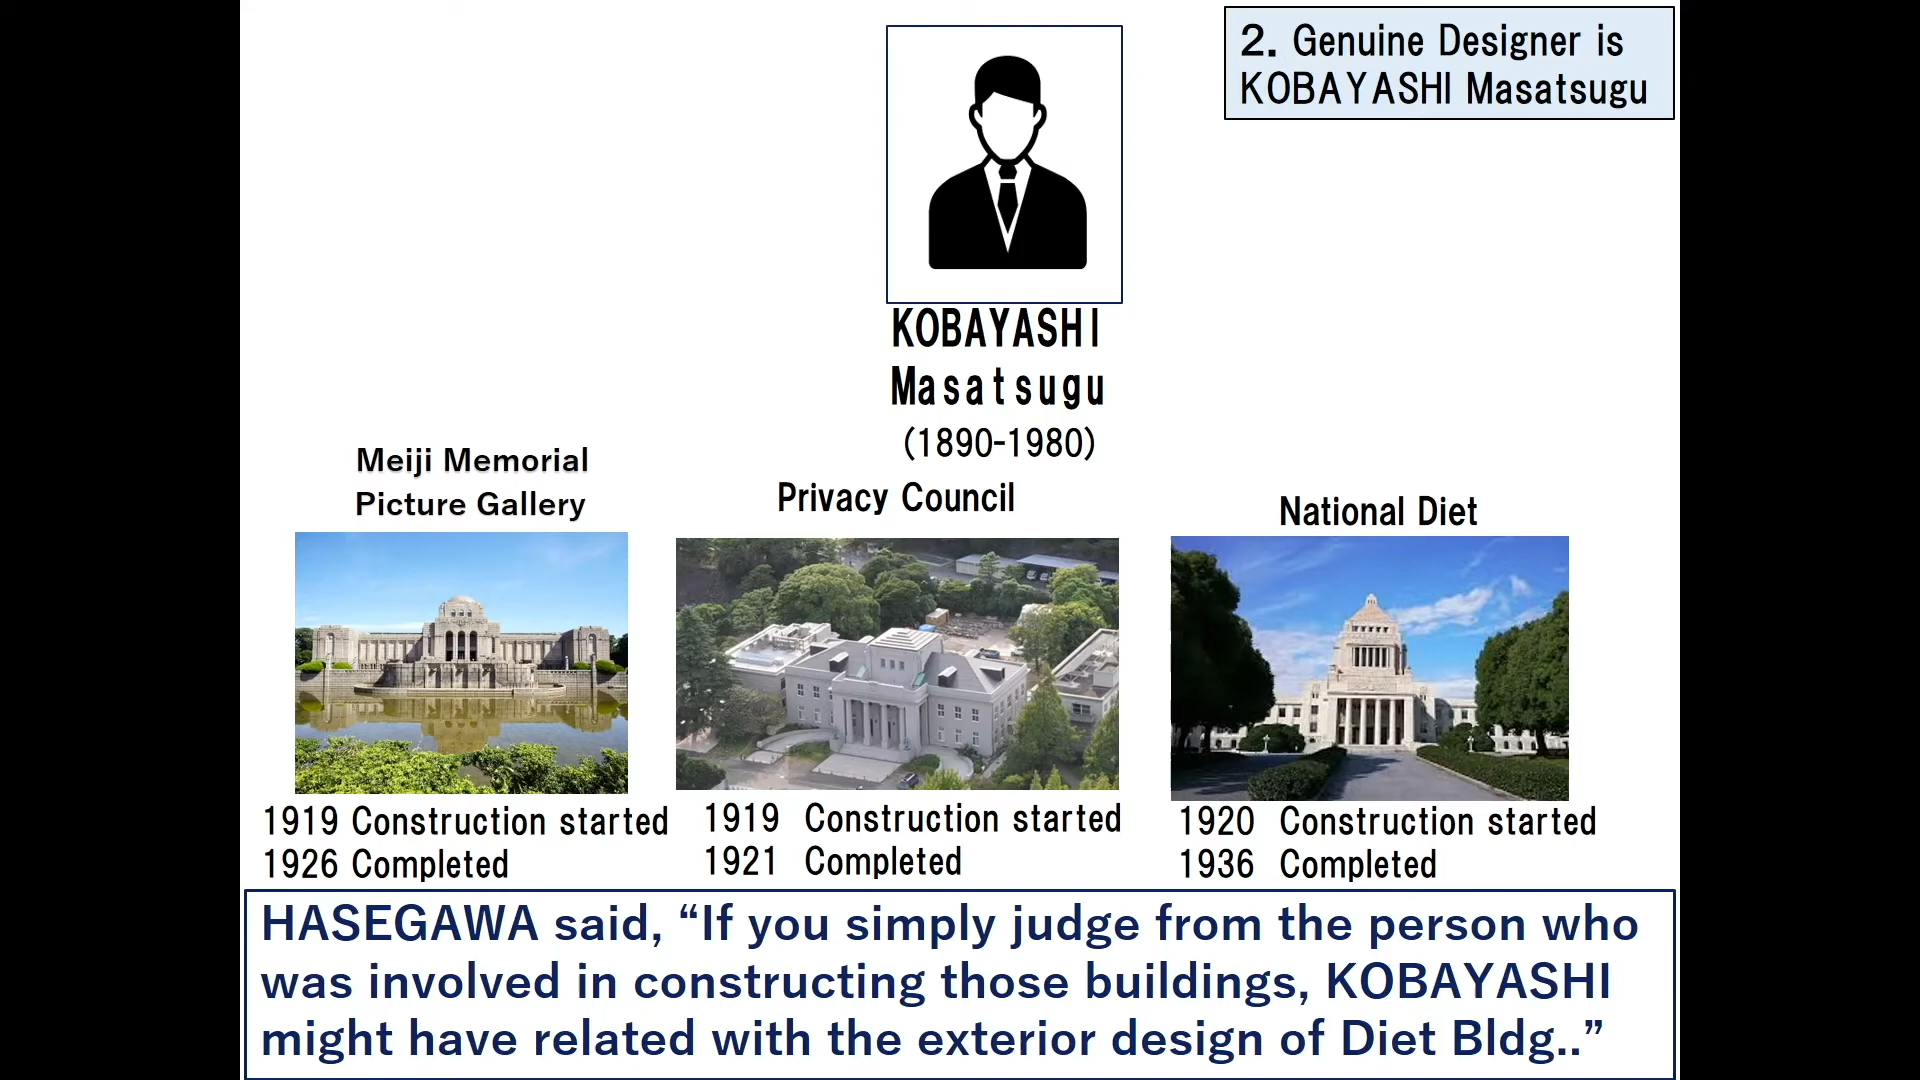 2. Genuine Designer is
KOBAYASHI Masatsugu
KOBAYASHI
Masatsugu
(1890-1980)
Meiji Memorial
Picture Gallery
Privacy Council
National Diet
1919 Construction started
1926 Completed
1919 Construction started
1921 Completed
1920 Construction started
1936 Completed
HASEGAWA said, “If you simply judge from the person who
was involved in constructing those buildings, KOBAYASHI
might have related with the exterior design of Diet Bldg..”